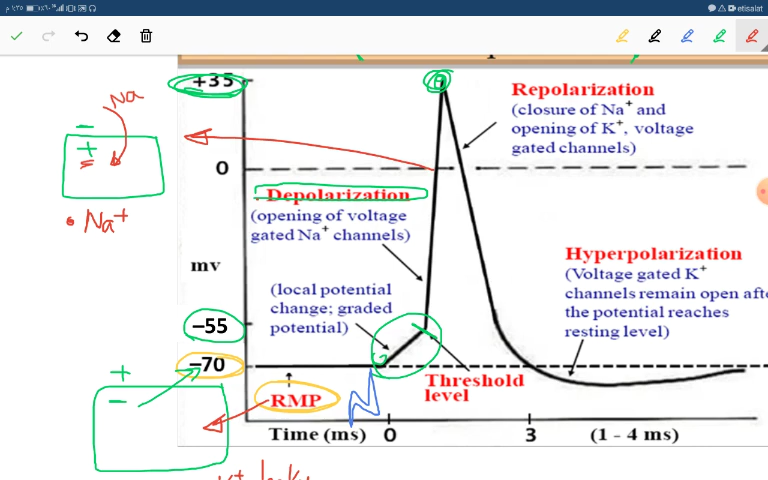 etisalat
+35
Na
Repolarization
(closure of Na+ and
opening of K+, voltage
gated channels)
-
+
=
0
Depolarization
• Na+
(opening of voltage
gated Na+ channels)
mv
Hyperpolarization
(Voltage gated K+
channels remain open afte
the potential reaches
resting level)
(local potential
change; graded
potential)
-55
-70
+
-
Threshold
level
RMP
Time (ms)
0
3
(1 - 4 ms)